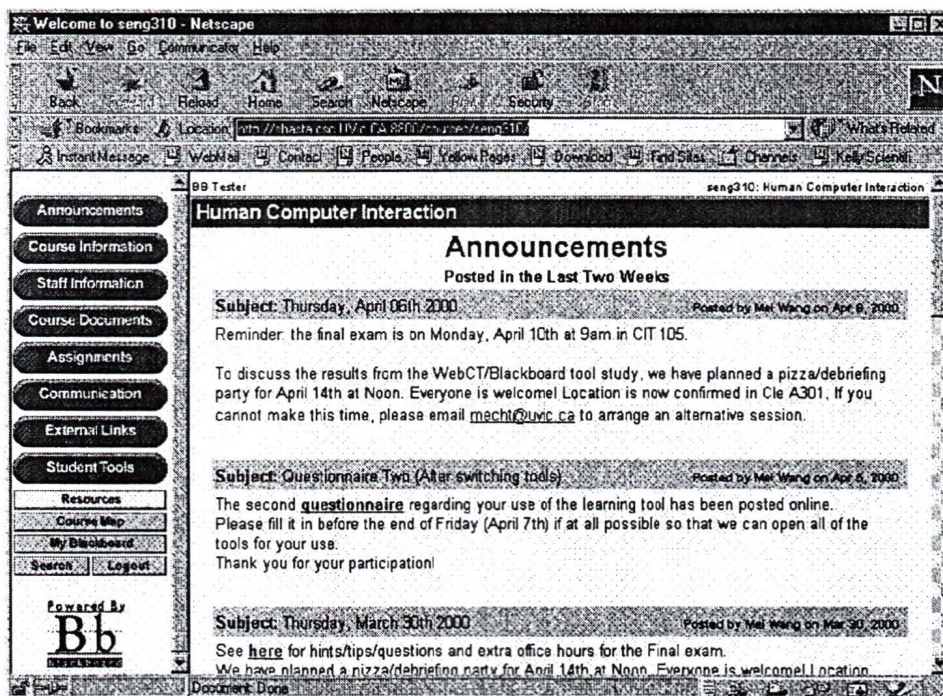 Welcome to seng310 - Netscape
File Edit View Go Communicator Help
Back Reload Home Search Netscape Security
Bookmarks Location: What's Related
Instant Message WebMail Contact People Yellow Pages Download Find Sites Channels
BB Tester seng310: Human Computer Interaction
Human Computer Interaction
Announcements
Course Information
Staff Information
Course Documents
Assignments
Communication
External Links
Student Tools
Resources
Course Map
My Blackboard
Search Logout
Powered By
Bb
blackboard
Announcements
Posted in the Last Two Weeks
Subject: Thursday, April 06th 2000 Posted by Mei Wang on Apr 6, 2000
Reminder: the final exam is on Monday, April 10th at 9am in CIT 105.
To discuss the results from the WebCT/Blackboard tool study, we have planned a pizza/debriefing
party for April 14th at Noon. Everyone is welcome! Location is now confirmed in Cle A301. If you
cannot make this time, please email mecht@uvic.ca to arrange an alternative session.
Subject: Questionnaire Two (After switching tools) Posted by Mei Wang on Apr 5, 2000
The second questionnaire regarding your use of the learning tool has been posted online.
Please fill it in before the end of Friday (April 7th) if at all possible so that we can open all of the
tools for your use.
Thank you for your participation!
Subject: Thursday, March 30th 2000 Posted by Mei Wang on Mar 30, 2000
See here for hints/tips/questions and extra office hours for the Final exam.
We have planned a pizza/debriefing party for April 14th at Noon. Everyone is welcome! Location
Document: Done